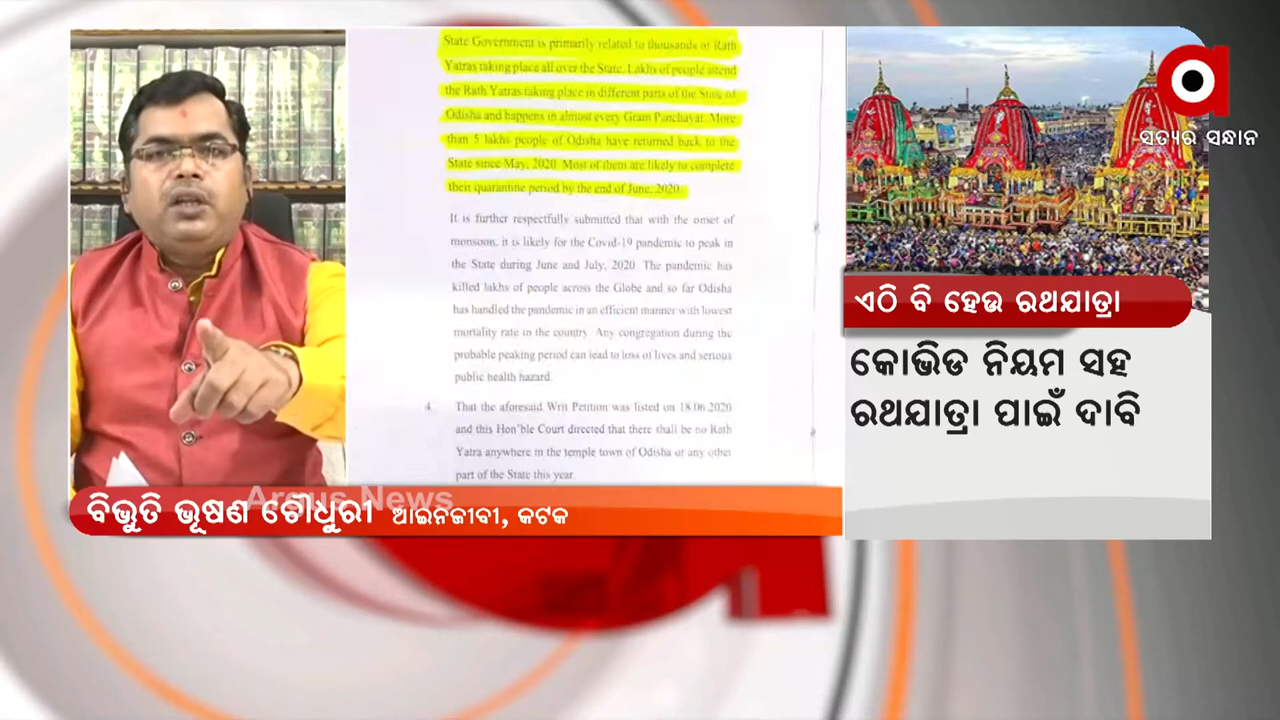 State Government is primarily related to thousands of Rath
Yatras taking place all over the State. Lakhs of people attend
the Rath Yatras taking place in different parts of the State of
Odisha and happens in almost every Gram Panchayat. More
than 5 lakhs people of Odisha have returned back to the
State since May, 2020. Most of them are likely to complete
their quarantine period by the end of June, 2020.
It is further respectfully submitted that with the onset of
monsoon, it is likely for the Covid-19 pandemic to peak in
the State during June and July, 2020. The pandemic has
killed lakhs of people across the Globe and so far Odisha
has handled the pandemic in an efficient manner with lowest
mortality rate in the country. Any congregation during the
probable peaking period can lead to loss of lives and serious
public health hazard.
4. That the aforesaid Writ Petition was listed on 18.06.2020
and this Hon'ble Court directed that there shall be no Rath
Yatra anywhere in the temple town of Odisha or any other
part of the State this year.
Argus News
ବିଭୁତି ଭୂଷଣ ଚୌଧୁରୀ ଆଇନଜୀବୀ, କଟକ
ସତ୍ୟର ସନ୍ଧାନ
ଏଠି ବି ହେଉ ରଥଯାତ୍ରା
କୋଭିଡ ନିୟମ ସହ
ରଥଯାତ୍ରା ପାଇଁ ଦାବି